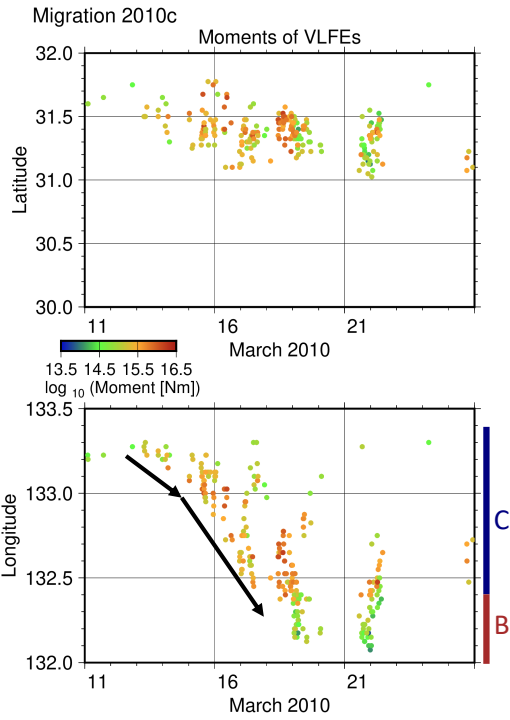 Migration 2010c
Moments of VLFEs
32.0
31.5
31.0
30.5
30.0
Latitude
11 16 21
March 2010
13.5 14.5 15.5 16.5
log 10 (Moment [Nm])
133.5
133.0
132.5
132.0
Longitude
C
B
11 16 21
March 2010